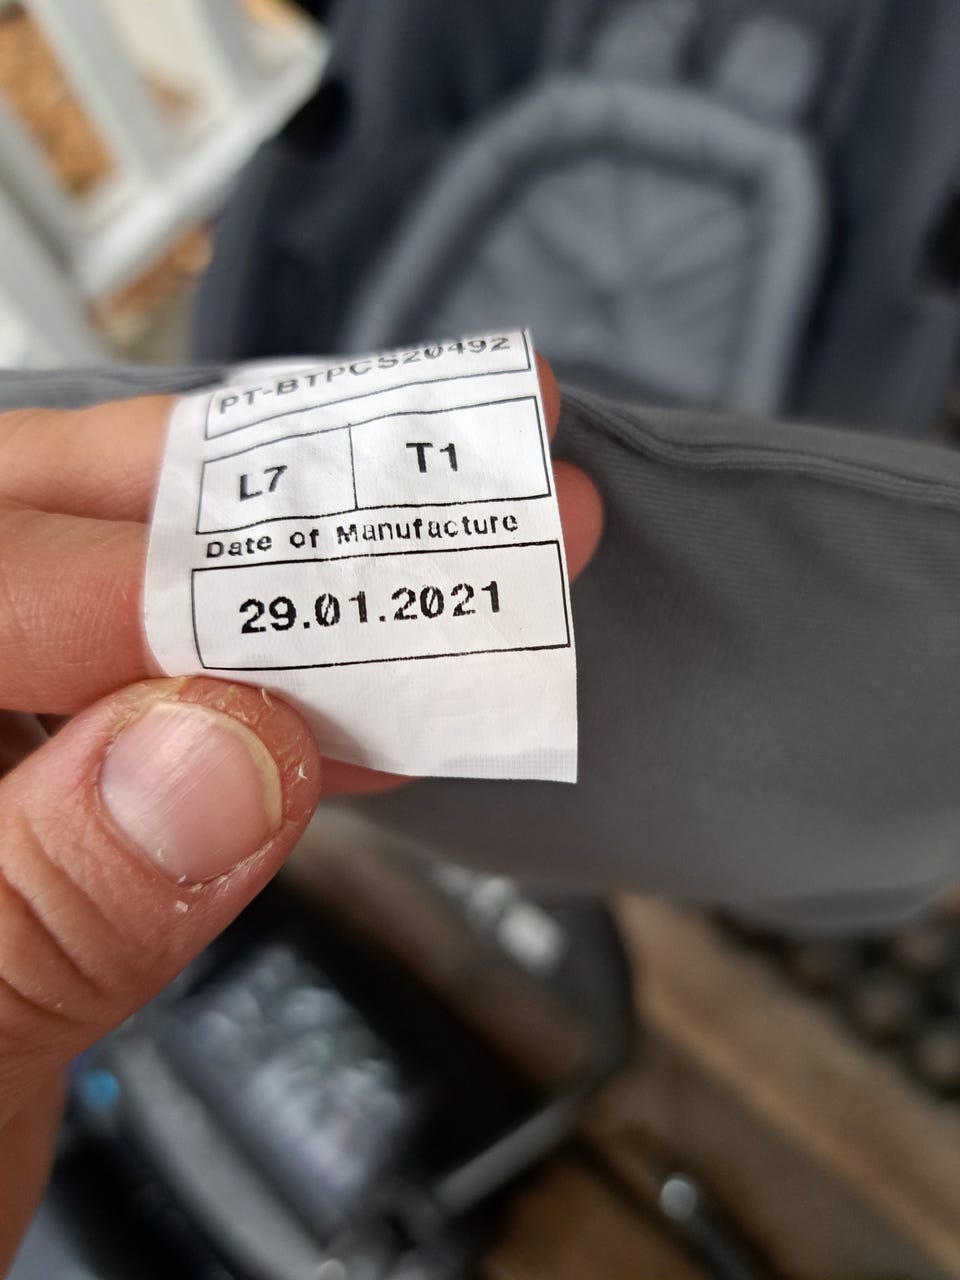 PT-BTPCS20492
L7 T1
Date of Manufacture
29.01.2021